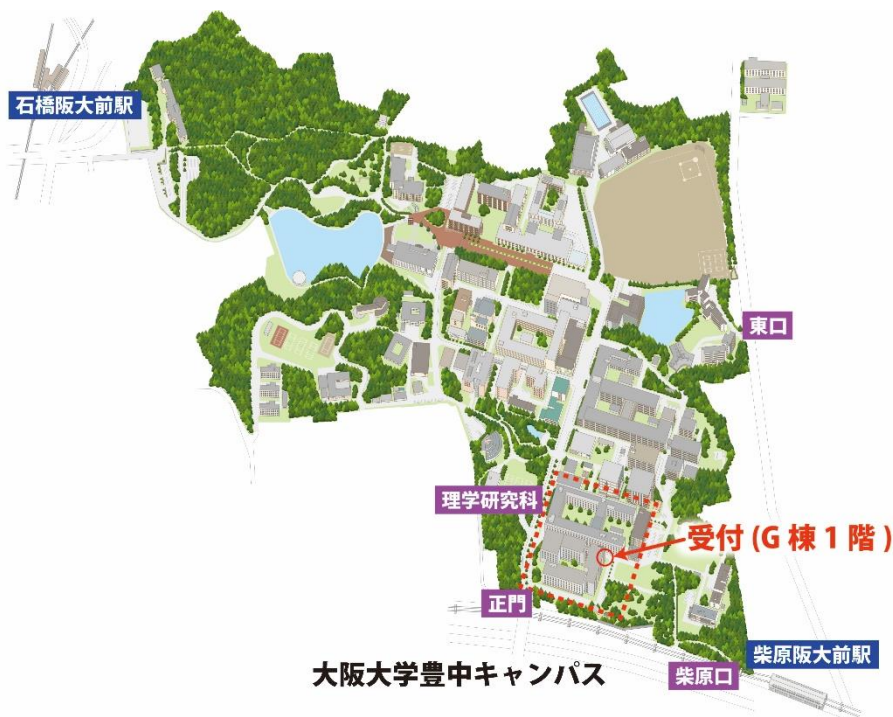 石橋阪大前駅
東口
理学研究科
受付 (G 棟 1 階 )
正門
柴原阪大前駅
柴原口
大阪大学豊中キャンパス